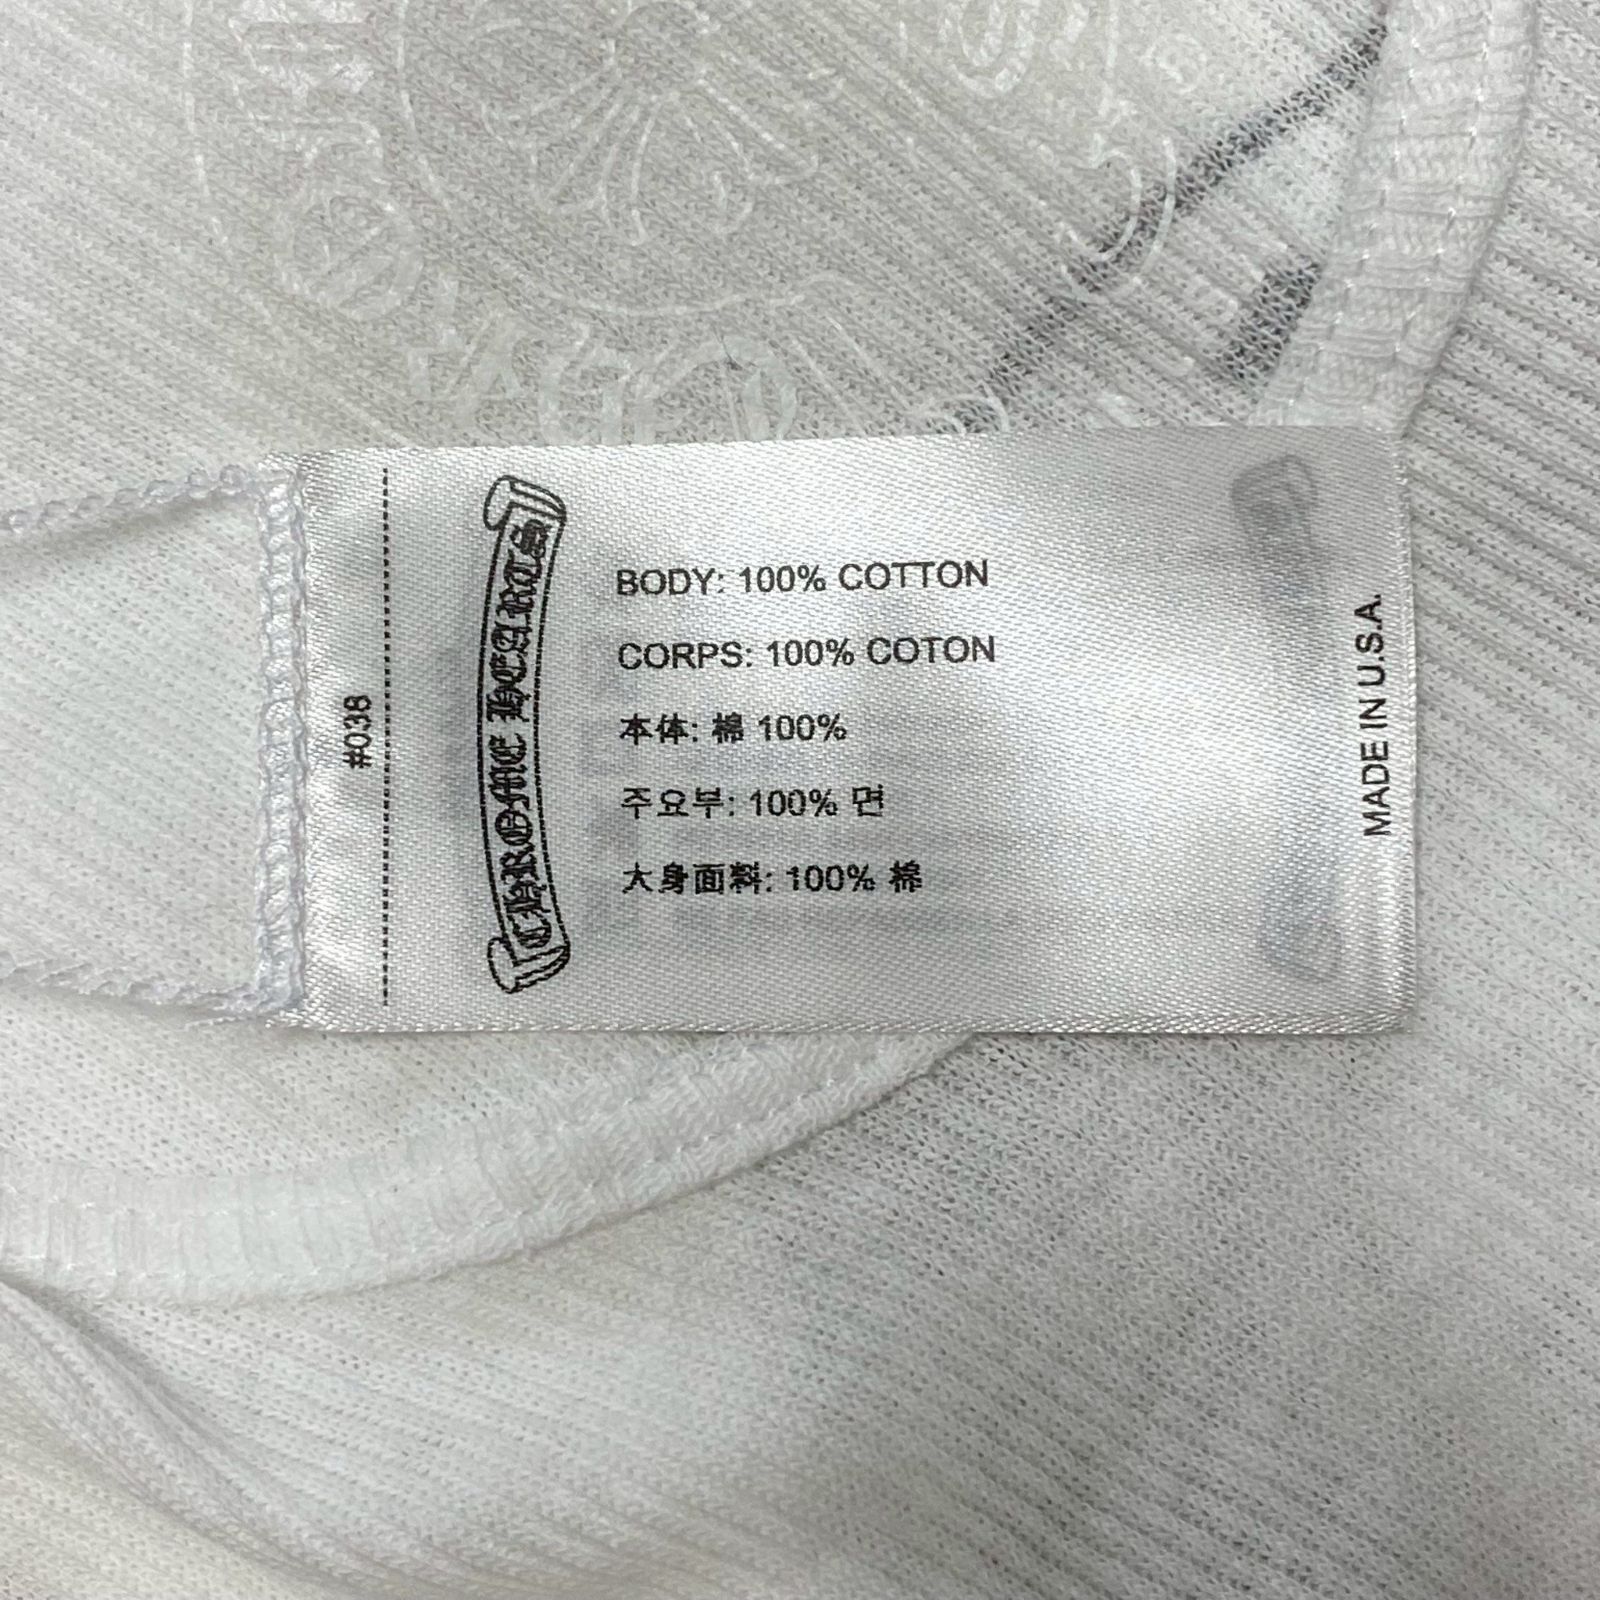 #038
CHROME HEARTS
BODY: 100% COTTON
CORPS: 100% COTON
本体: 綿 100%
주요부: 100% 면
大身面料: 100% 棉
MADE IN U.S.A.